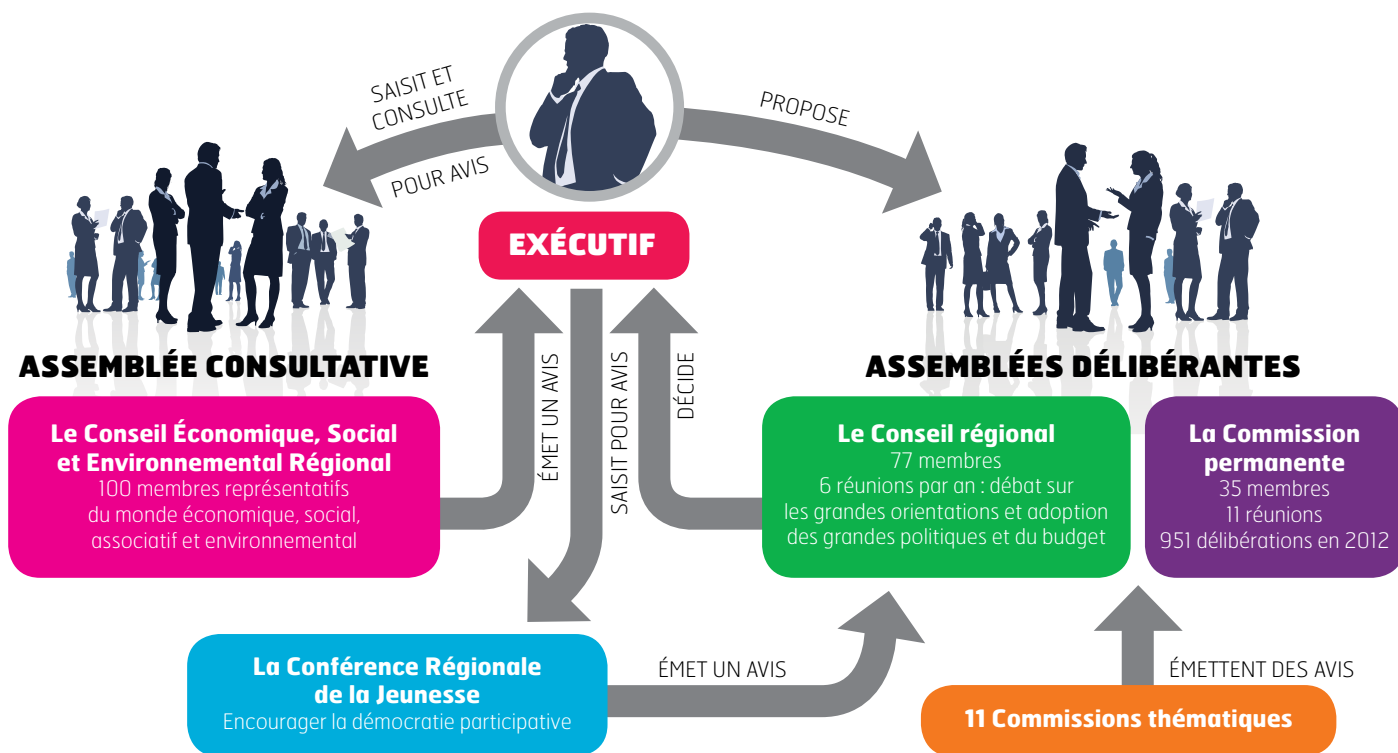 SAISIT ET
CONSULTE
POUR AVIS
PROPOSE
EXÉCUTIF
ASSEMBLÉE CONSULTATIVE
Le Conseil Économique, Social
et Environnemental Régional
100 membres représentatifs
du monde économique, social,
associatif et environnemental
ÉMET UN AVIS
SAISIT POUR AVIS
DÉCIDE
ASSEMBLÉES DÉLIBÉRANTES
Le Conseil régional
77 membres
6 réunions par an : débat sur
les grandes orientations et adoption
des grandes politiques et du budget
La Commission
permanente
35 membres
11 réunions
951 délibérations en 2012
La Conférence Régionale
de la Jeunesse
Encourager la démocratie participative
ÉMET UN AVIS
ÉMETTENT DES AVIS
11 Commissions thématiques